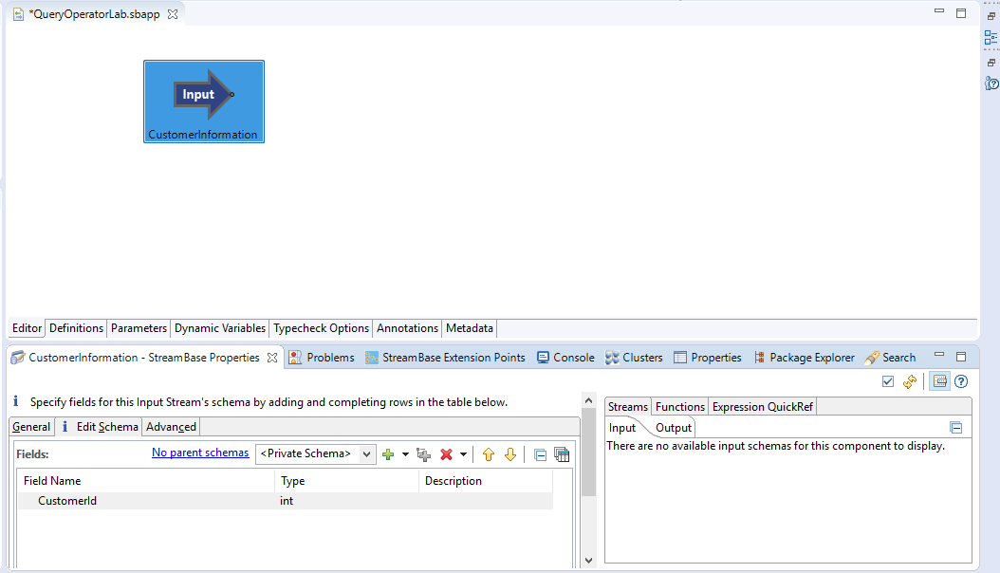 *QueryOperatorLab.sbapp
Input
CustomerInformation
Editor Definitions Parameters Dynamic Variables Typecheck Options Annotations Metadata
CustomerInformation - StreamBase Properties Problems StreamBase Extension Points Console Clusters Properties Package Explorer Search
Specify fields for this Input Stream's schema by adding and completing rows in the table below.
General Edit Schema Advanced
Fields: No parent schemas <Private Schema>
Field Name Type Description
CustomerId int
Streams Functions Expression QuickRef
Input Output
There are no available input schemas for this component to display.